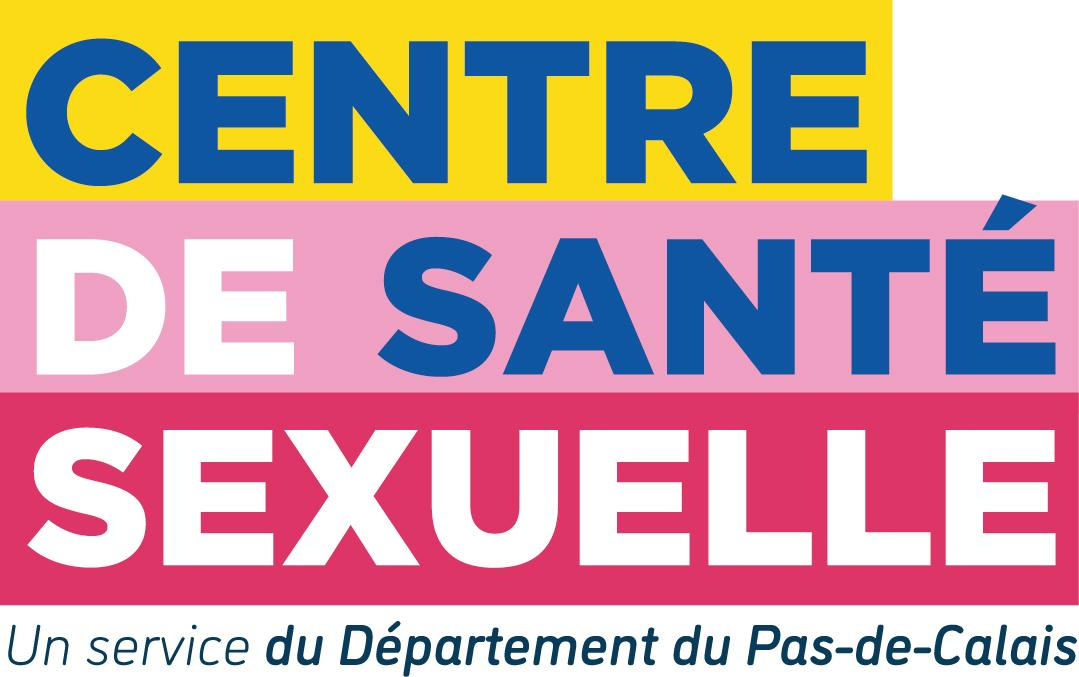 CENTRE
DE SANTÉ
SEXUELLE
Un service du Département du Pas-de-Calais